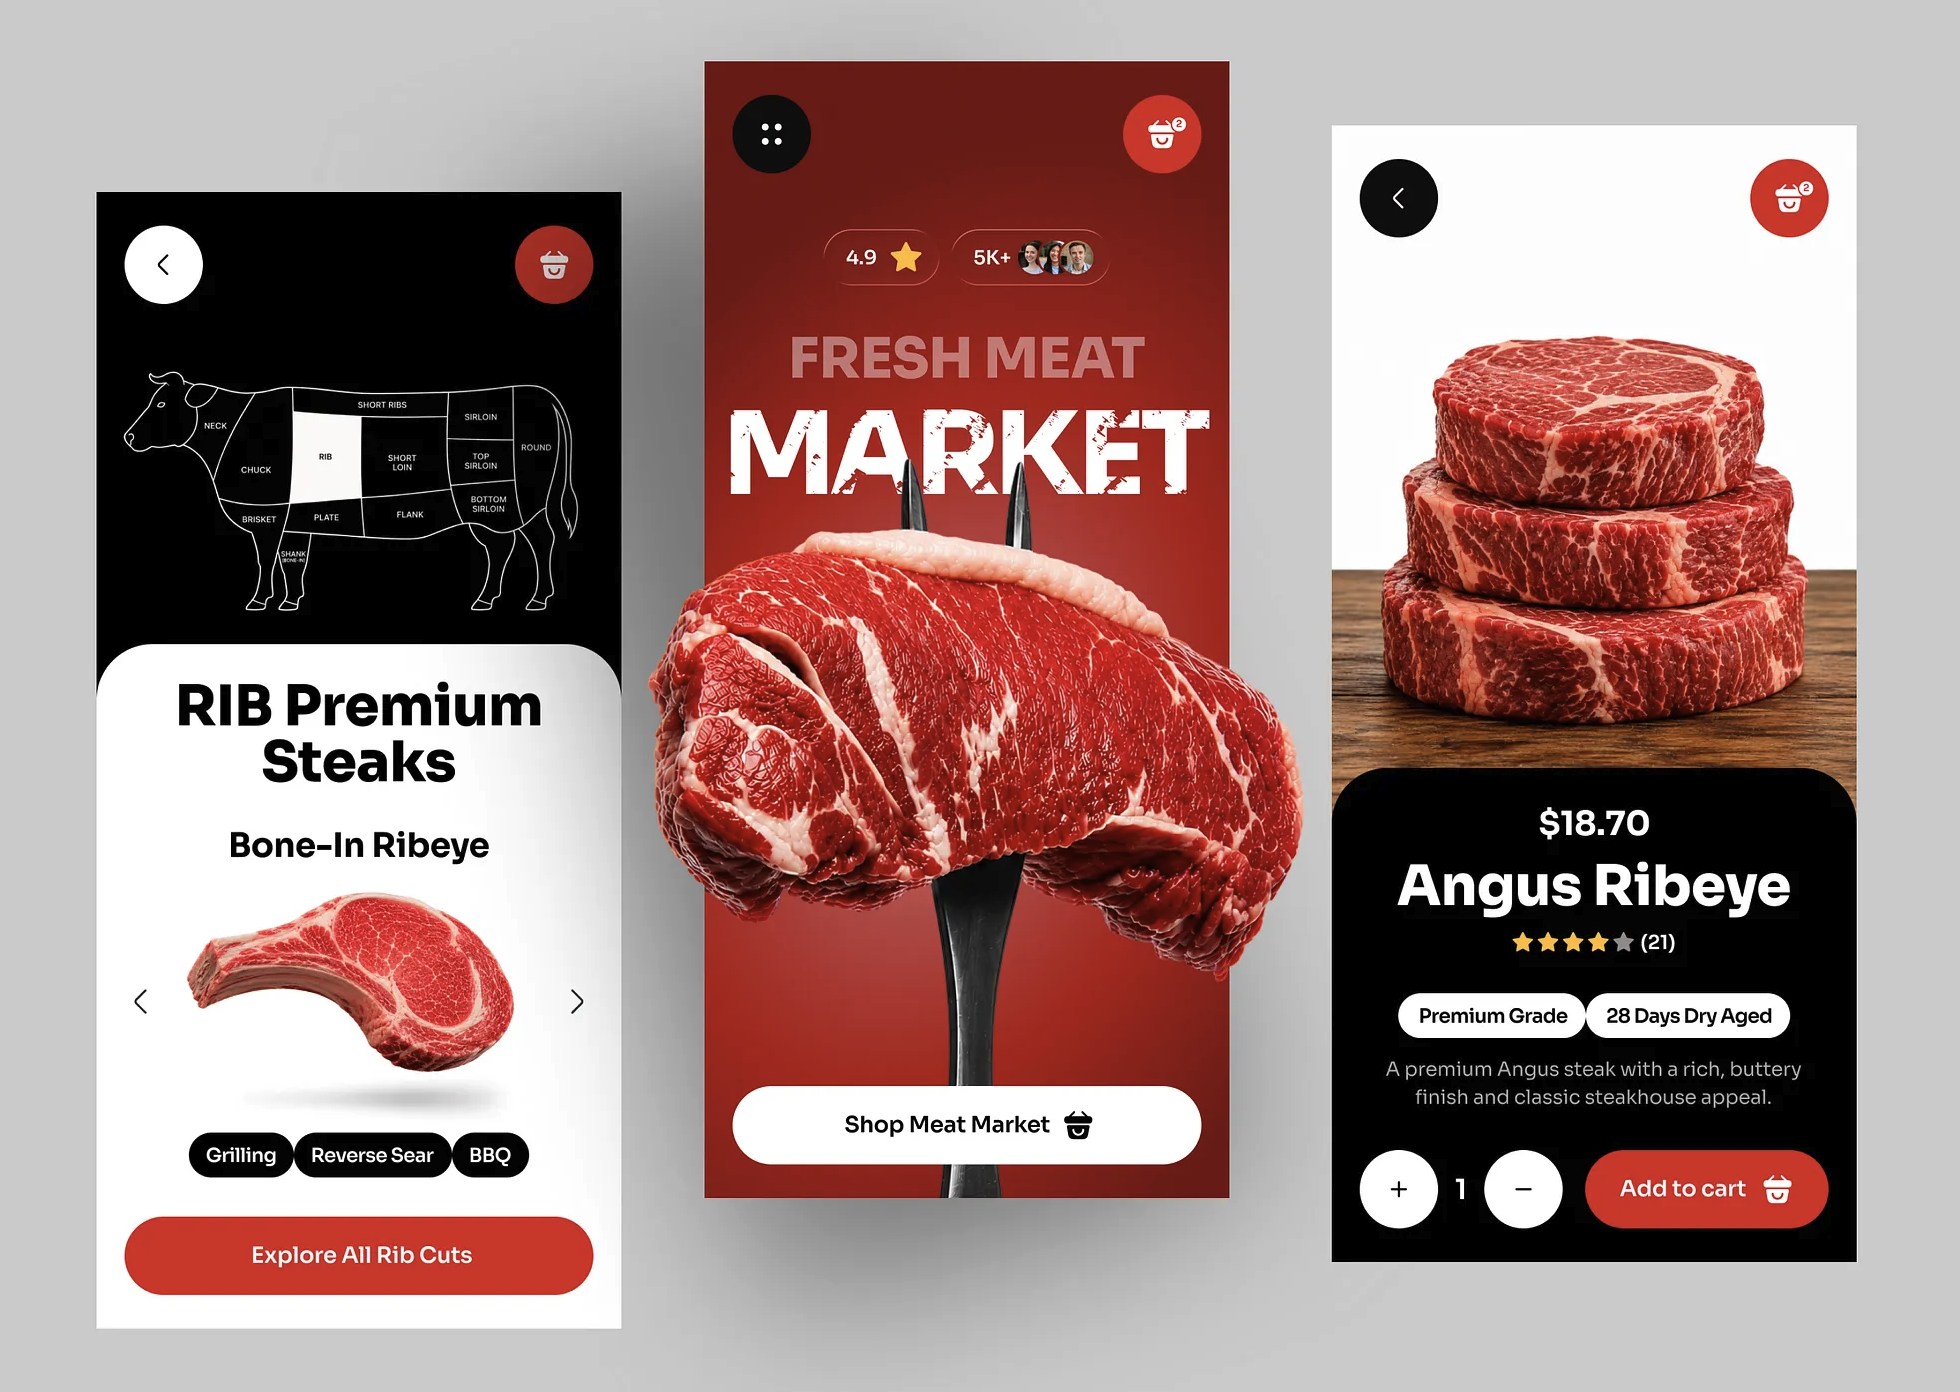 NECK
SHORT RIBS
SIRLOIN
ROUND
CHUCK
RIB
SHORT
LOIN
TOP
SIRLOIN
BOTTOM
SIRLOIN
BRISKET
PLATE
FLANK
SHANK
(BONE-IN)
RIB Premium
Steaks
Bone-In Ribeye
Grilling
Reverse Sear
BBQ
Explore All Rib Cuts
2
4.9
5K+
FRESH MEAT
MARKET
Shop Meat Market
2
$18.70
Angus Ribeye
(21)
Premium Grade
28 Days Dry Aged
A premium Angus steak with a rich, buttery
finish and classic steakhouse appeal.
+ 1 −
Add to cart